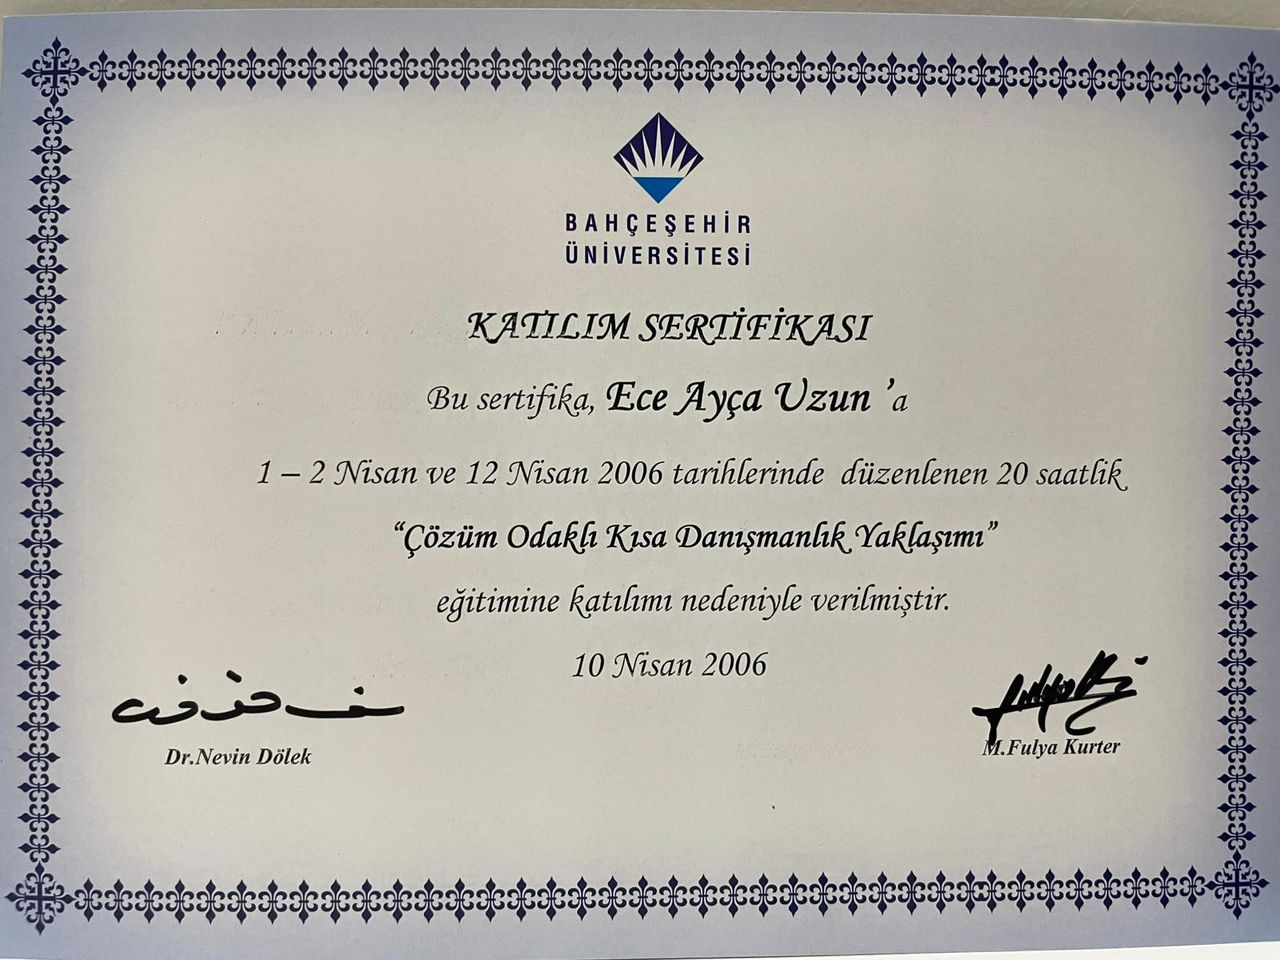 BAHÇEŞEHİR
ÜNİVERSİTESİ
KATILIM SERTİFİKASI
Bu sertifika, Ece Ayça Uzun 'a
1 – 2 Nisan ve 12 Nisan 2006 tarihlerinde düzenlenen 20 saatlik
“Çözüm Odaklı Kısa Danışmanlık Yaklaşımı”
eğitimine katılımı nedeniyle verilmiştir.
10 Nisan 2006
Dr.Nevin Dölek
M.Fulya Kurter